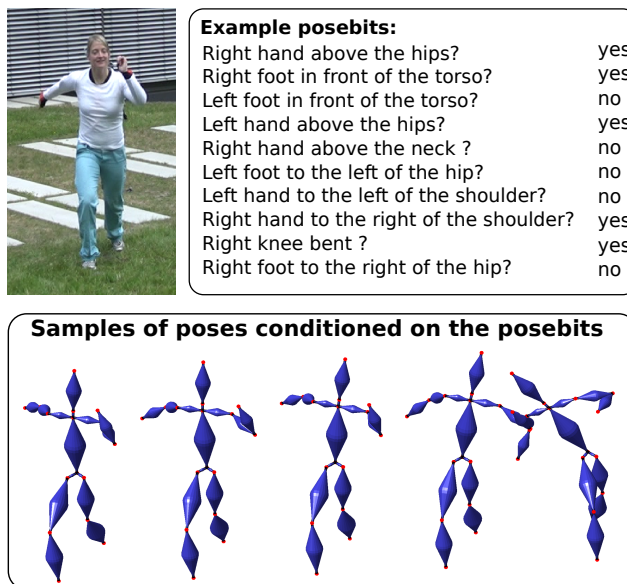 Example posebits:
Right hand above the hips? yes
Right foot in front of the torso? yes
Left foot in front of the torso? no
Left hand above the hips? yes
Right hand above the neck ? no
Left foot to the left of the hip? no
Left hand to the left of the shoulder? no
Right hand to the right of the shoulder? yes
Right knee bent ? yes
Right foot to the right of the hip? no
Samples of poses conditioned on the posebits